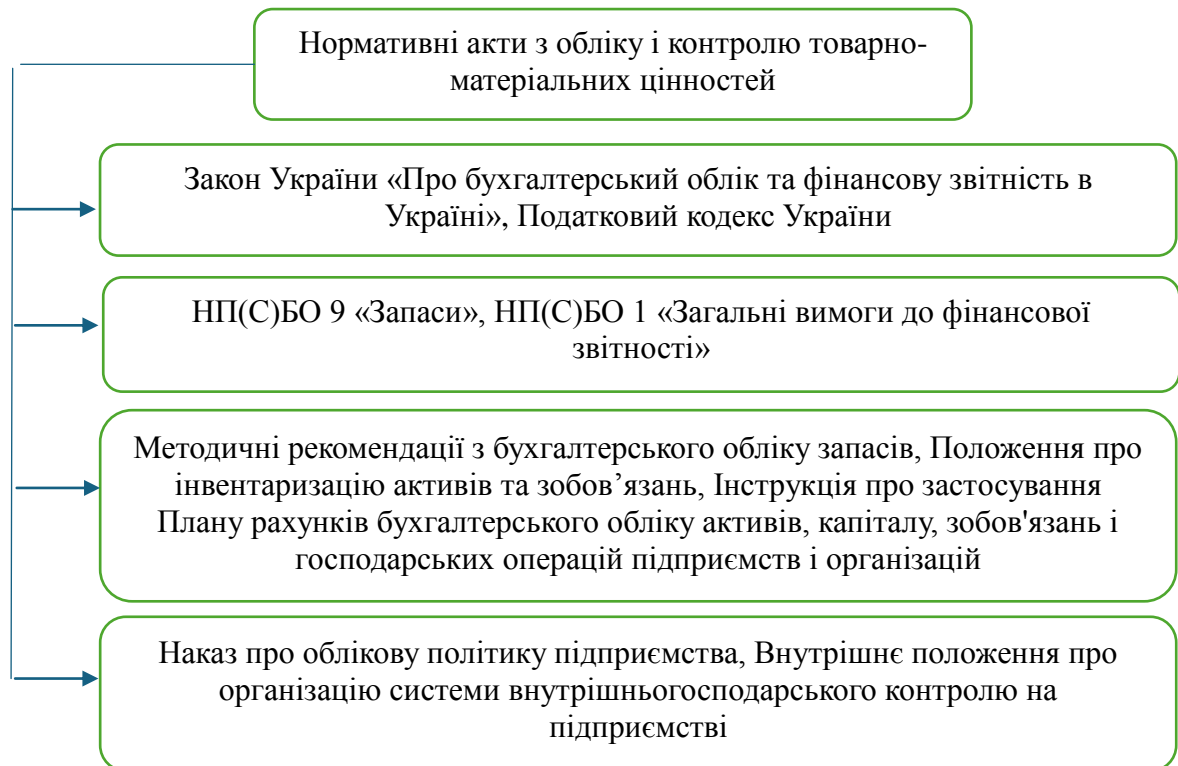 Нормативні акти з обліку і контролю товарно-
матеріальних цінностей
Закон України «Про бухгалтерський облік та фінансову звітність в
Україні», Податковий кодекс України
НП(С)БО 9 «Запаси», НП(С)БО 1 «Загальні вимоги до фінансової
звітності»
Методичні рекомендації з бухгалтерського обліку запасів, Положення про
інвентаризацію активів та зобов’язань, Інструкція про застосування
Плану рахунків бухгалтерського обліку активів, капіталу, зобов'язань і
господарських операцій підприємств і організацій
Наказ про облікову політику підприємства, Внутрішнє положення про
організацію системи внутрішньогосподарського контролю на
підприємстві